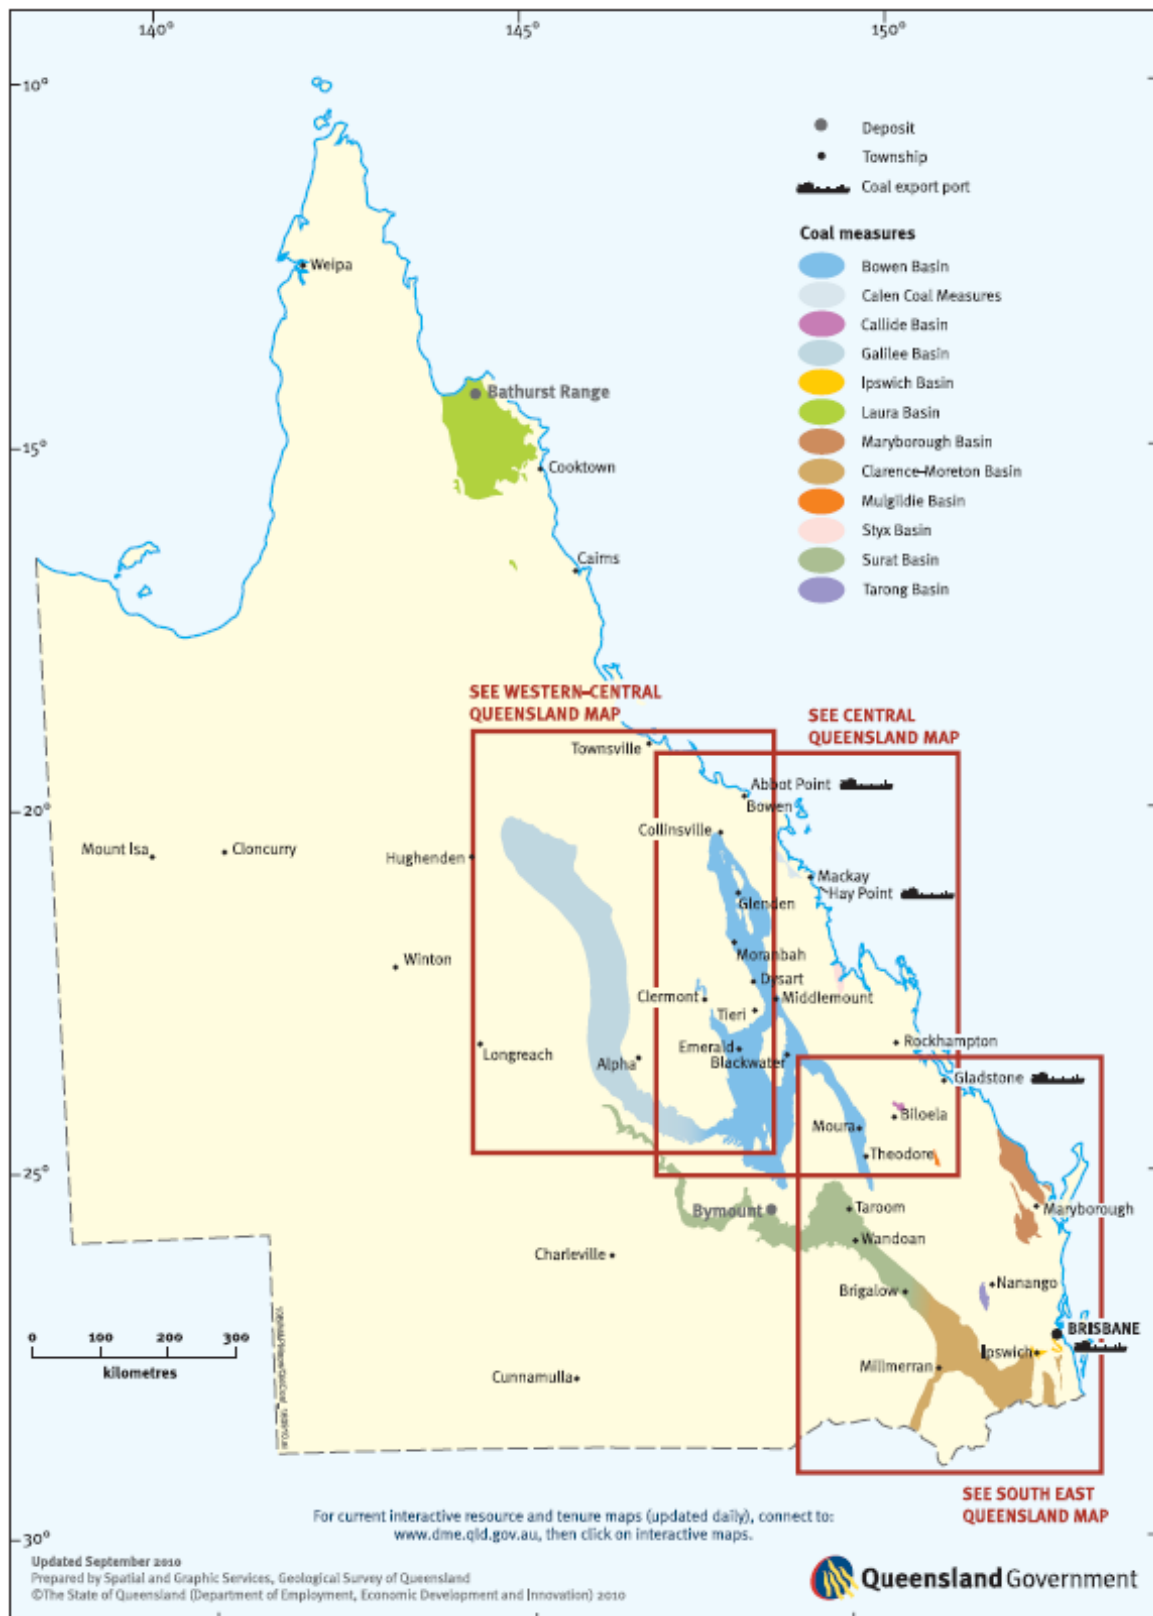 140°
145°
150°
10°
15°
20°
25°
30°
Deposit
Township
Coal export port
Coal measures
Bowen Basin
Calen Coal Measures
Callide Basin
Galilee Basin
Ipswich Basin
Laura Basin
Maryborough Basin
Clarence–Moreton Basin
Mulgildie Basin
Styx Basin
Surat Basin
Tarong Basin
Weipa
Bathurst Range
Cooktown
Cairns
SEE WESTERN–CENTRAL
QUEENSLAND MAP
SEE CENTRAL
QUEENSLAND MAP
Townsville
Abbot Point
Bowen
Collinsville
Mount Isa
Cloncurry
Hughenden
Mackay
Hay Point
Glenden
Moranbah
Winton
Dysart
Clermont
Middlemount
Tieri
Longreach
Alpha
Emerald
Blackwater
Rockhampton
Gladstone
Biloela
Moura
Theodore
Bymount
Taroom
Maryborough
Wandoan
Charleville
Brigalow
Nanango
BRISBANE
Ipswich
Millmerran
Cunnamulla
0 100 200 300
kilometres
SEE SOUTH EAST
QUEENSLAND MAP
For current interactive resource and tenure maps (updated daily), connect to:
www.dme.qld.gov.au, then click on interactive maps.
Updated September 2010
Prepared by Spatial and Graphic Services, Geological Survey of Queensland
©The State of Queensland (Department of Employment, Economic Development and Innovation) 2010
Queensland Government